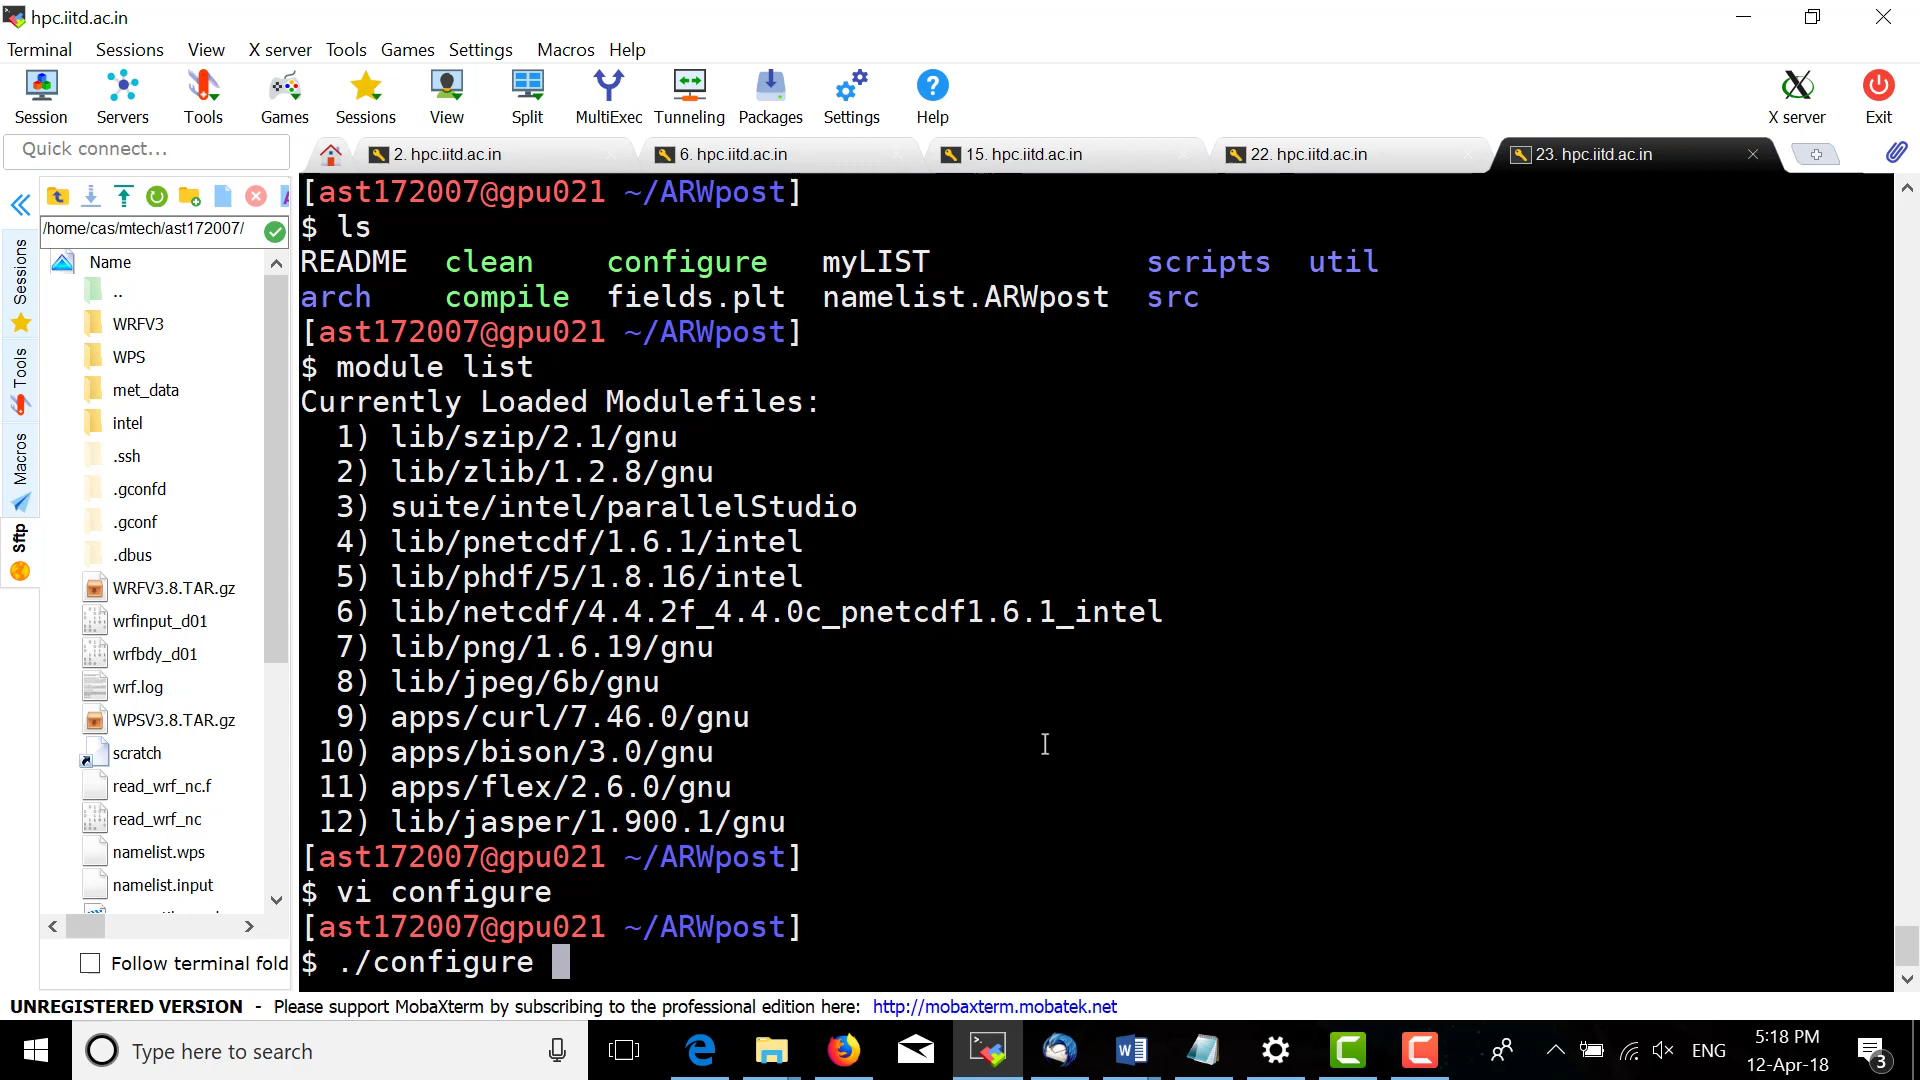 hpc.iitd.ac.in
Terminal Sessions View X server Tools Games Settings Macros Help
Session Servers Tools Games Sessions View Split MultiExec Tunneling Packages Settings Help X server Exit
Quick connect...
2. hpc.iitd.ac.in
6. hpc.iitd.ac.in
15. hpc.iitd.ac.in
22. hpc.iitd.ac.in
23. hpc.iitd.ac.in
Sessions
Tools
Macros
Sftp
/home/cas/mtech/ast172007/
Name
..
WRFV3
WPS
met_data
intel
.ssh
.gconfd
.gconf
.dbus
WRFV3.8.TAR.gz
wrfinput_d01
wrfbdy_d01
wrf.log
WPSV3.8.TAR.gz
scratch
read_wrf_nc.f
read_wrf_nc
namelist.wps
namelist.input
Follow terminal fold
[ast172007@gpu021 ~/ARWpost]
$ ls
README clean configure myLIST scripts util
arch compile fields.plt namelist.ARWpost src
[ast172007@gpu021 ~/ARWpost]
$ module list
Currently Loaded Modulefiles:
1) lib/szip/2.1/gnu
2) lib/zlib/1.2.8/gnu
3) suite/intel/parallelStudio
4) lib/pnetcdf/1.6.1/intel
5) lib/phdf/5/1.8.16/intel
6) lib/netcdf/4.4.2f_4.4.0c_pnetcdf1.6.1_intel
7) lib/png/1.6.19/gnu
8) lib/jpeg/6b/gnu
9) apps/curl/7.46.0/gnu
10) apps/bison/3.0/gnu
11) apps/flex/2.6.0/gnu
12) lib/jasper/1.900.1/gnu
[ast172007@gpu021 ~/ARWpost]
$ vi configure
[ast172007@gpu021 ~/ARWpost]
$ ./configure
UNREGISTERED VERSION - Please support MobaXterm by subscribing to the professional edition here: http://mobaxterm.mobatek.net
Type here to search
ENG
5:18 PM
12-Apr-18
3